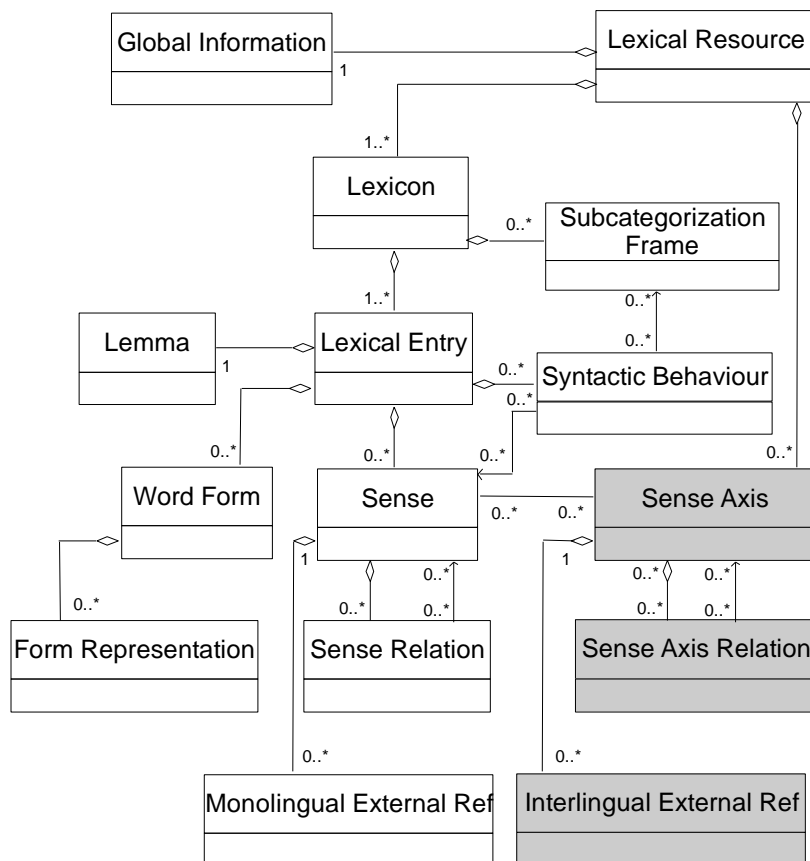 Global Information
Lexical Resource
1
1..*
Lexicon
0..*
Subcategorization
Frame
1..*
0..*
Lemma
Lexical Entry
0..*
1
0..*
Syntactic Behaviour
0..*
0..*
0..*
0..*
0..*
Word Form
Sense
Sense Axis
0..*
0..*
1
1
0..*
0..*
0..*
0..*
0..*
0..*
0..*
0..*
Form Representation
Sense Relation
Sense Axis Relation
0..*
0..*
Monolingual External Ref
Interlingual External Ref